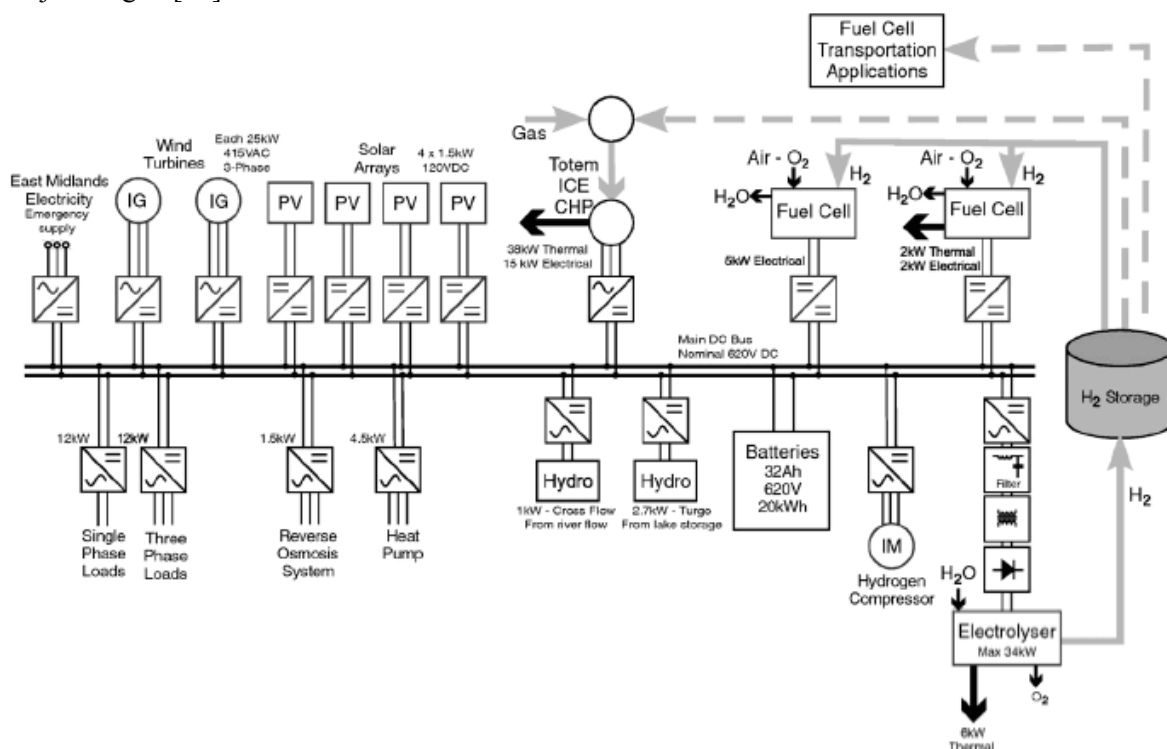 Fuel Cell
Transportation
Applications
Gas
Wind
Turbines
Each 25kW
415VAC
3-Phase
Solar
Arrays
4 x 1.5kW
120VDC
Totem
ICE
CHP
Air - O2
H2
Air - O2
H2
East Midlands
Electricity
Emergency
supply
IG
IG
PV
PV
PV
PV
H2O
Fuel Cell
H2O
Fuel Cell
38kW Thermal
15 kW Electrical
5kW Electrical
2kW Thermal
2kW Electrical
Main DC Bus
Nominal 620V DC
H2 Storage
12kW
12kW
1.5kW
4.5kW
Hydro
Hydro
1kW - Cross Flow
From river flow
2.7kW - Turgo
From lake storage
Batteries
32Ah
620V
20kWh
Filter
H2
Single
Phase
Loads
Three
Phase
Loads
Reverse
Osmosis
System
Heat
Pump
IM
Hydrogen
Compressor
H2O
Electrolyser
Max 34kW
O2
6kW
Thermal